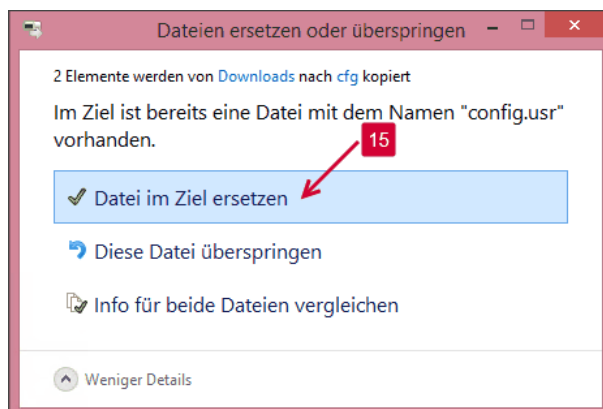 Dateien ersetzen oder überspringen
2 Elemente werden von Downloads nach cfg kopiert
Im Ziel ist bereits eine Datei mit dem Namen "config.usr"
vorhanden.
15
Datei im Ziel ersetzen
Diese Datei überspringen
Info für beide Dateien vergleichen
Weniger Details